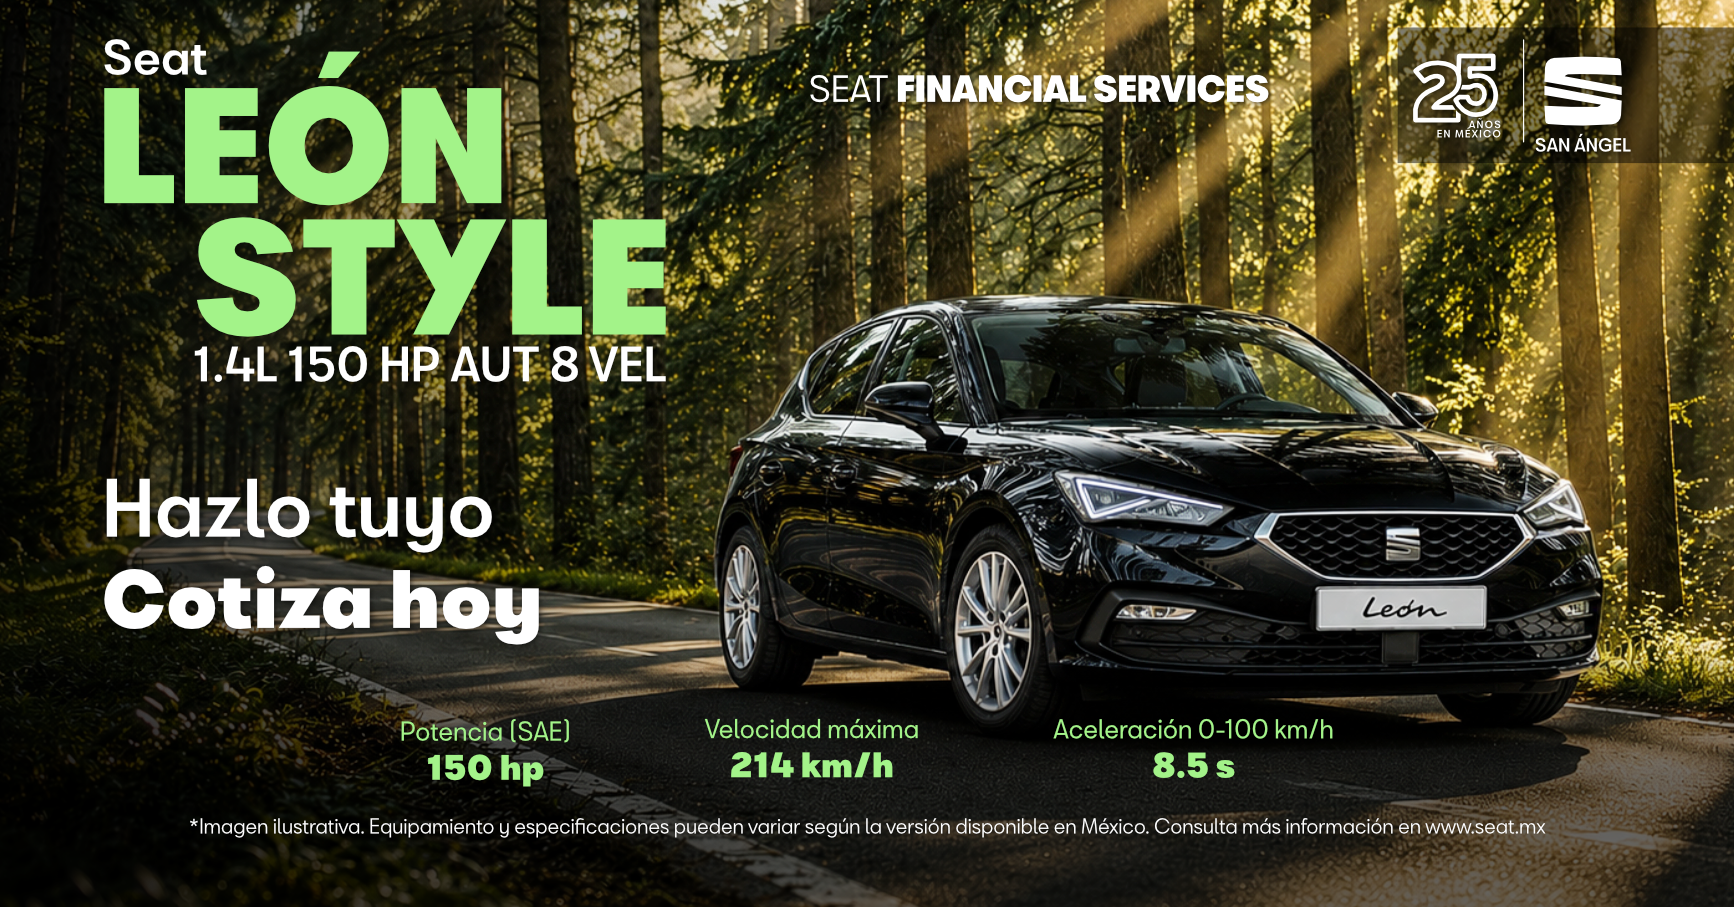 Seat
LEÓN
STYLE
1.4L 150 HP AUT 8 VEL
SEAT FINANCIAL SERVICES
25
AÑOS
EN MÉXICO
SAN ÁNGEL
Hazlo tuyo
Cotiza hoy
León
Potencia (SAE)
150 hp
Velocidad máxima
214 km/h
Aceleración 0-100 km/h
8.5 s
*Imagen ilustrativa. Equipamiento y especificaciones pueden variar según la versión disponible en México. Consulta más información en www.seat.mx